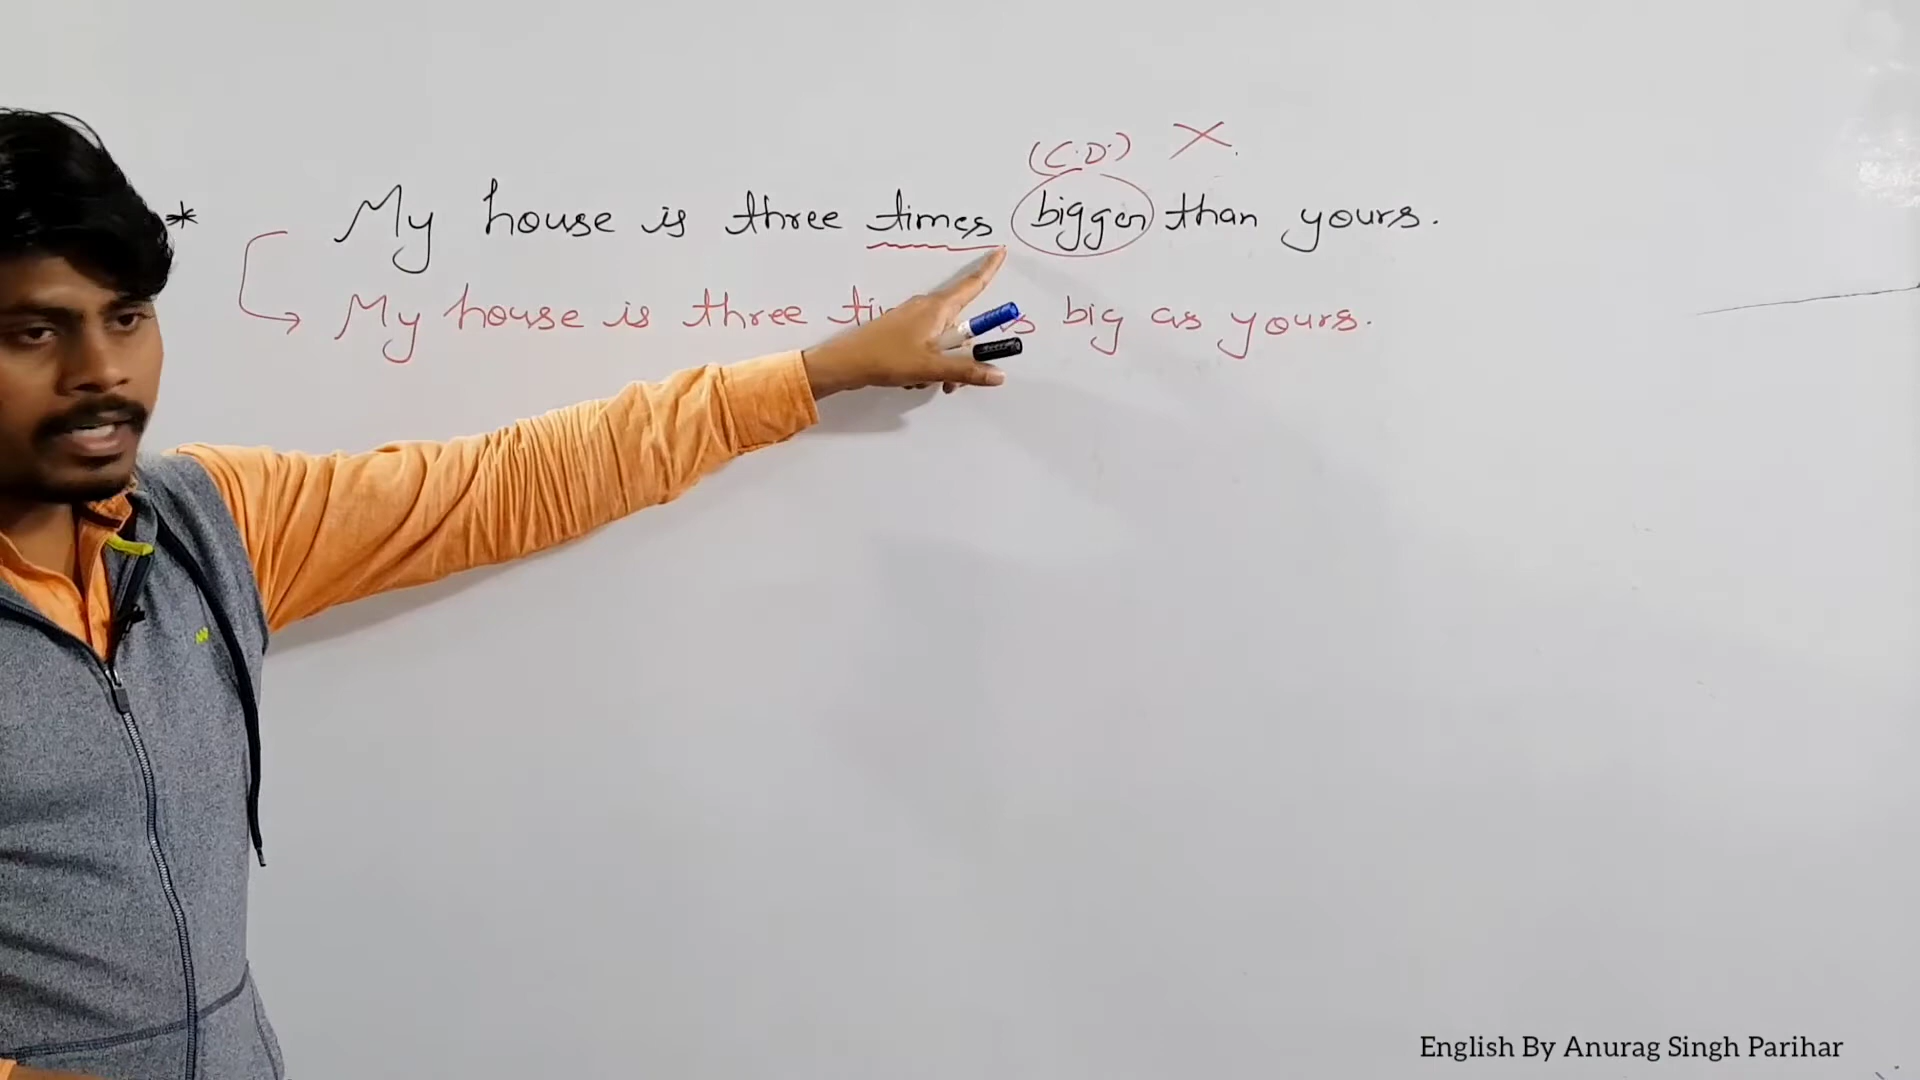 (C.D.) X
* My house is three times bigger than yours.
My house is three big as yours.
English By Anurag Singh Parihar